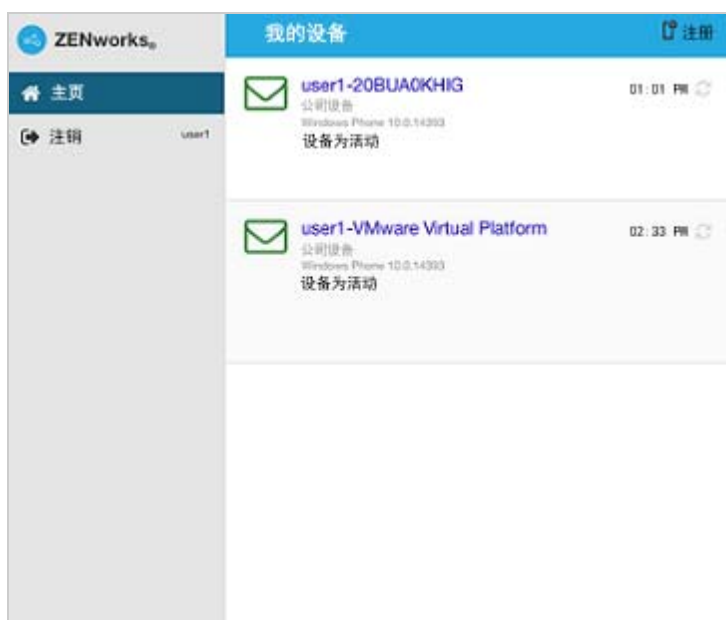 ZENworks®
主页
注销 user1
我的设备 注册
user1-20BUA0KHIG 01:01 PM
公司设备
Windows Phone 10.0.14393
设备为活动
user1-VMware Virtual Platform 02:33 PM
公司设备
Windows Phone 10.0.14393
设备为活动